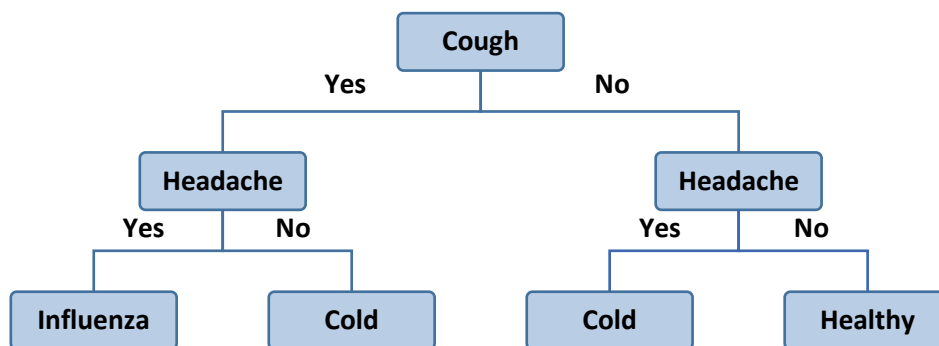 Cough
Yes No
Headache Headache
Yes No Yes No
Influenza Cold Cold Healthy